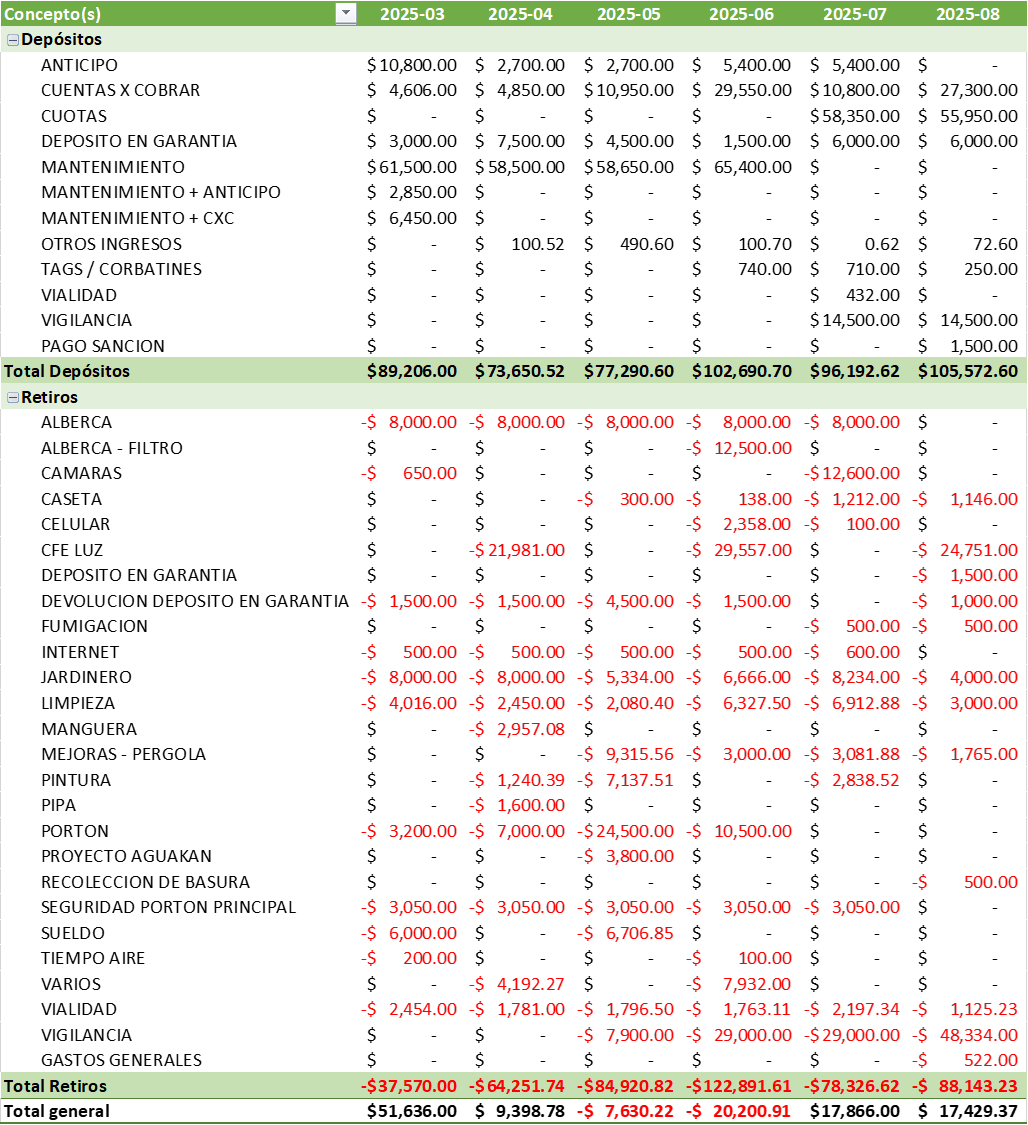 Concepto(s) 2025-03 2025-04 2025-05 2025-06 2025-07 2025-08
Depósitos
ANTICIPO $10,800.00 $ 2,700.00 $ 2,700.00 $ 5,400.00 $ 5,400.00 $ -
CUENTAS X COBRAR $ 4,606.00 $ 4,850.00 $10,950.00 $ 29,550.00 $10,800.00 $ 27,300.00
CUOTAS $ - $ - $ - $ - $58,350.00 $ 55,950.00
DEPOSITO EN GARANTIA $ 3,000.00 $ 7,500.00 $ 4,500.00 $ 1,500.00 $ 6,000.00 $ 6,000.00
MANTENIMIENTO $61,500.00 $58,500.00 $58,650.00 $ 65,400.00 $ - $ -
MANTENIMIENTO + ANTICIPO $ 2,850.00 $ - $ - $ - $ - $ -
MANTENIMIENTO + CXC $ 6,450.00 $ - $ - $ - $ - $ -
OTROS INGRESOS $ - $ 100.52 $ 490.60 $ 100.70 $ 0.62 $ 72.60
TAGS / CORBATINES $ - $ - $ - $ 740.00 $ 710.00 $ 250.00
VIALIDAD $ - $ - $ - $ - $ 432.00 $ -
VIGILANCIA $ - $ - $ - $ - $14,500.00 $ 14,500.00
PAGO SANCION $ - $ - $ - $ - $ - $ 1,500.00
Total Depósitos $89,206.00 $73,650.52 $77,290.60 $102,690.70 $96,192.62 $105,572.60
Retiros
ALBERCA -$ 8,000.00 -$ 8,000.00 -$ 8,000.00 -$ 8,000.00 -$ 8,000.00 $ -
ALBERCA - FILTRO $ - $ - $ - -$ 12,500.00 $ - $ -
CAMARAS -$ 650.00 $ - $ - $ - -$12,600.00 $ -
CASETA $ - $ - -$ 300.00 -$ 138.00 -$ 1,212.00 -$ 1,146.00
CELULAR $ - $ - $ - -$ 2,358.00 -$ 100.00 $ -
CFE LUZ $ - -$21,981.00 $ - -$ 29,557.00 $ - -$ 24,751.00
DEPOSITO EN GARANTIA $ - $ - $ - $ - $ - -$ 1,500.00
DEVOLUCION DEPOSITO EN GARANTIA -$ 1,500.00 -$ 1,500.00 -$ 4,500.00 -$ 1,500.00 $ - -$ 1,000.00
FUMIGACION $ - $ - $ - $ - -$ 500.00 -$ 500.00
INTERNET -$ 500.00 -$ 500.00 -$ 500.00 -$ 500.00 -$ 600.00 $ -
JARDINERO -$ 8,000.00 -$ 8,000.00 -$ 5,334.00 -$ 6,666.00 -$ 8,234.00 -$ 4,000.00
LIMPIEZA -$ 4,016.00 -$ 2,450.00 -$ 2,080.40 -$ 6,327.50 -$ 6,912.88 -$ 3,000.00
MANGUERA $ - -$ 2,957.08 $ - $ - $ - $ -
MEJORAS - PERGOLA $ - $ - -$ 9,315.56 -$ 3,000.00 -$ 3,081.88 -$ 1,765.00
PINTURA $ - -$ 1,240.39 -$ 7,137.51 $ - -$ 2,838.52 $ -
PIPA $ - -$ 1,600.00 $ - $ - $ - $ -
PORTON -$ 3,200.00 -$ 7,000.00 -$24,500.00 -$ 10,500.00 $ - $ -
PROYECTO AGUAKAN $ - $ - -$ 3,800.00 $ - $ - $ -
RECOLECCION DE BASURA $ - $ - $ - $ - $ - -$ 500.00
SEGURIDAD PORTON PRINCIPAL -$ 3,050.00 -$ 3,050.00 -$ 3,050.00 -$ 3,050.00 -$ 3,050.00 $ -
SUELDO -$ 6,000.00 $ - -$ 6,706.85 $ - $ - $ -
TIEMPO AIRE -$ 200.00 $ - $ - -$ 100.00 $ - $ -
VARIOS $ - -$ 4,192.27 $ - -$ 7,932.00 $ - $ -
VIALIDAD -$ 2,454.00 -$ 1,781.00 -$ 1,796.50 -$ 1,763.11 -$ 2,197.34 -$ 1,125.23
VIGILANCIA $ - $ - -$ 7,900.00 -$ 29,000.00 -$29,000.00 -$ 48,334.00
GASTOS GENERALES $ - $ - $ - $ - $ - -$ 522.00
Total Retiros -$37,570.00 -$64,251.74 -$84,920.82 -$122,891.61 -$78,326.62 -$ 88,143.23
Total general $51,636.00 $ 9,398.78 -$ 7,630.22 -$ 20,200.91 $17,866.00 $ 17,429.37